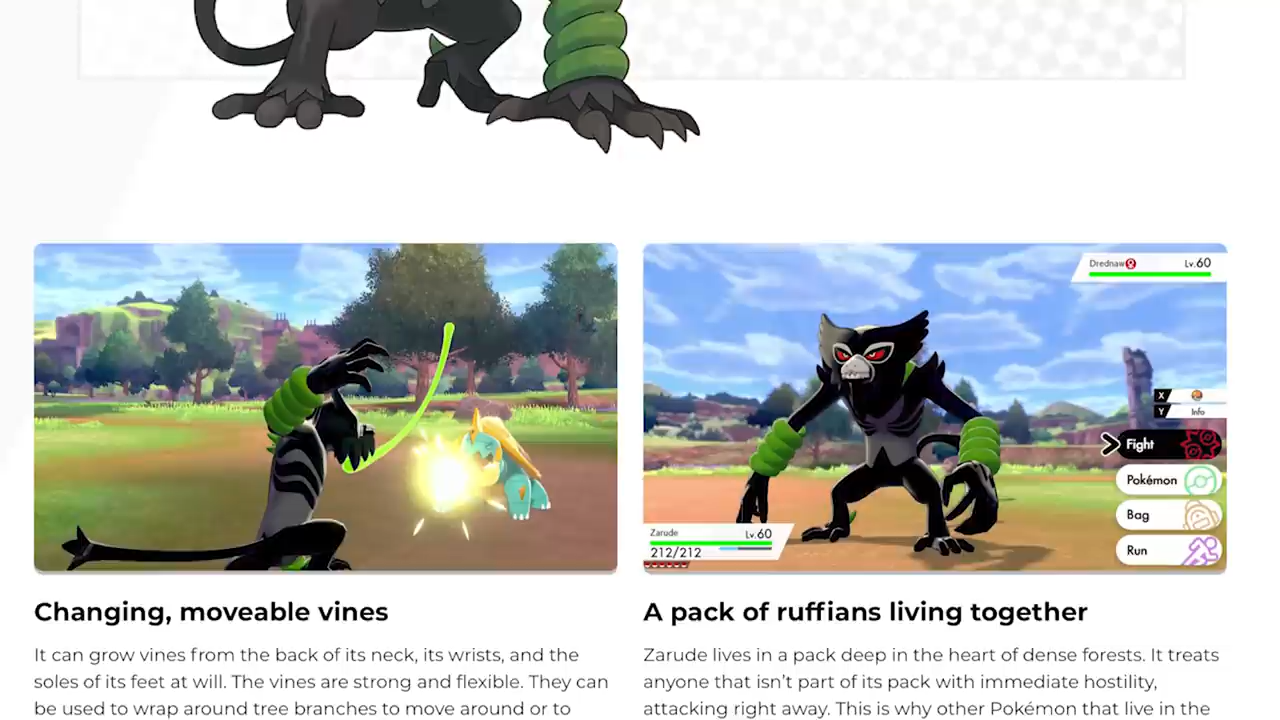 Drednaw
Lv.60
X
Y Info
Fight
Pokémon
Bag
Run
Zarude
Lv.60
212/212
Changing, moveable vines
It can grow vines from the back of its neck, its wrists, and the
soles of its feet at will. The vines are strong and flexible. They can
be used to wrap around tree branches to move around or to
A pack of ruffians living together
Zarude lives in a pack deep in the heart of dense forests. It treats
anyone that isn’t part of its pack with immediate hostility,
attacking right away. This is why other Pokémon that live in the